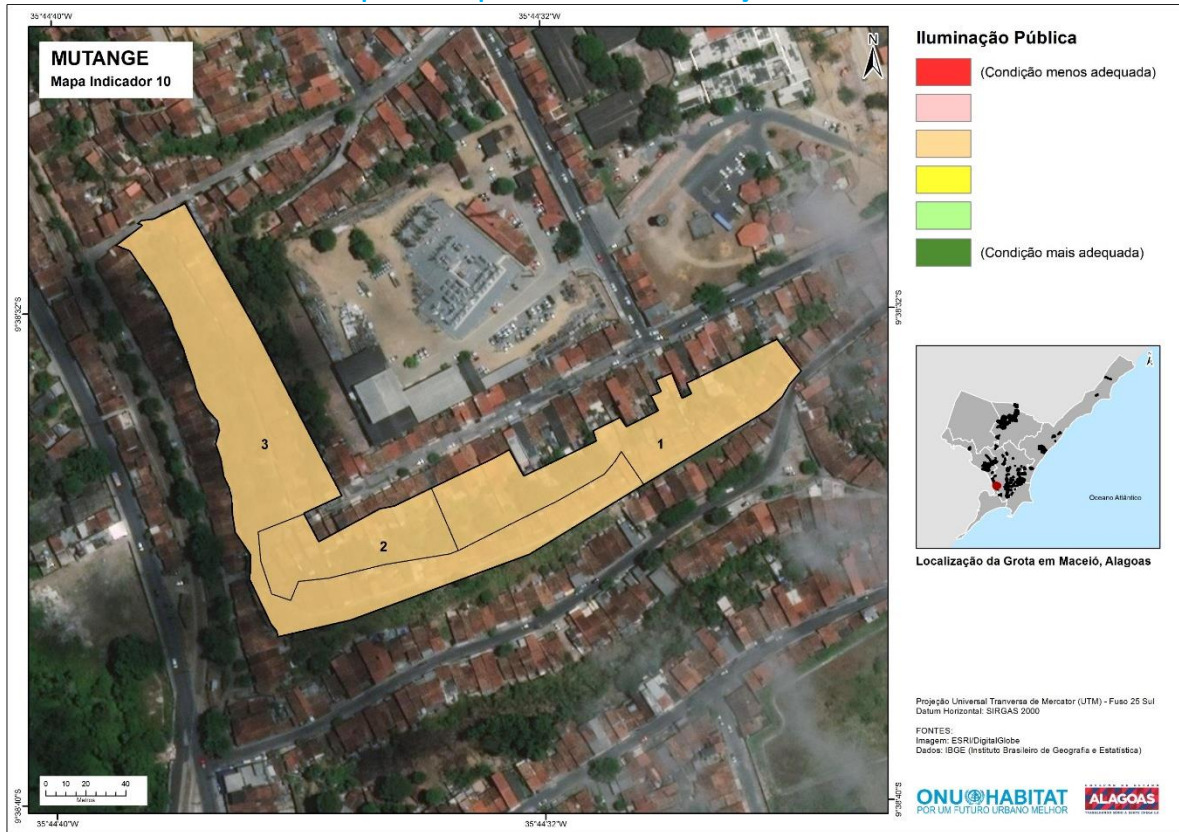 35°44'40"W
35°44'32"W
MUTANGE
Mapa Indicador 10
N
Iluminação Pública
(Condição menos adequada)
(Condição mais adequada)
9°38'32"S
9°38'32"S
3
1
2
Oceano Atlântico
Localização da Grota em Maceió, Alagoas
Projeção Universal Tranversa de Mercator (UTM) - Fuso 25 Sul
Datum Horizontal: SIRGAS 2000
FONTES:
Imagem: ESRI/DigitalGlobe
Dados: IBGE (Instituto Brasileiro de Geografia e Estatística)
0 10 20 40
Metros
9°38'40"S
9°38'40"S
ONU HABITAT
POR UM FUTURO URBANO MELHOR
ALAGOAS
35°44'40"W
35°44'32"W